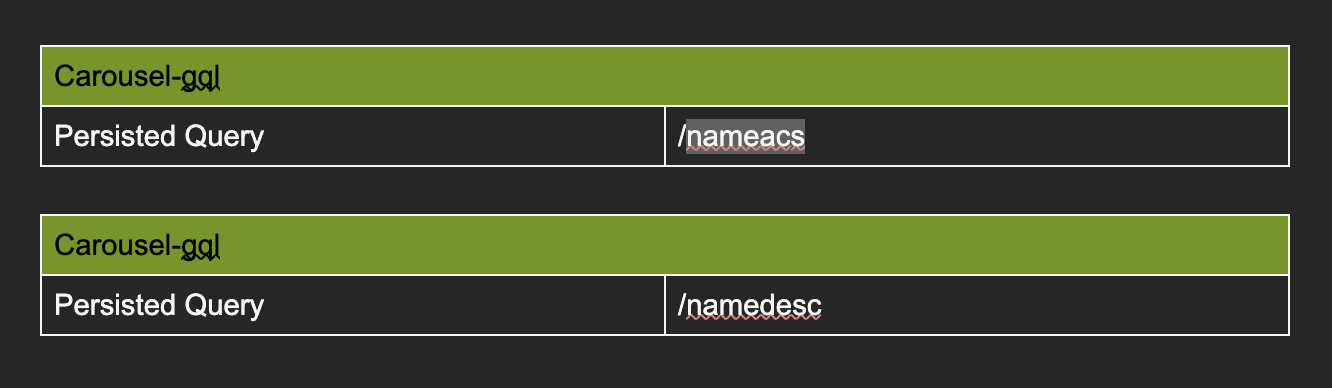 Carousel-gql
Persisted Query /nameacs
Carousel-gql
Persisted Query /namedesc